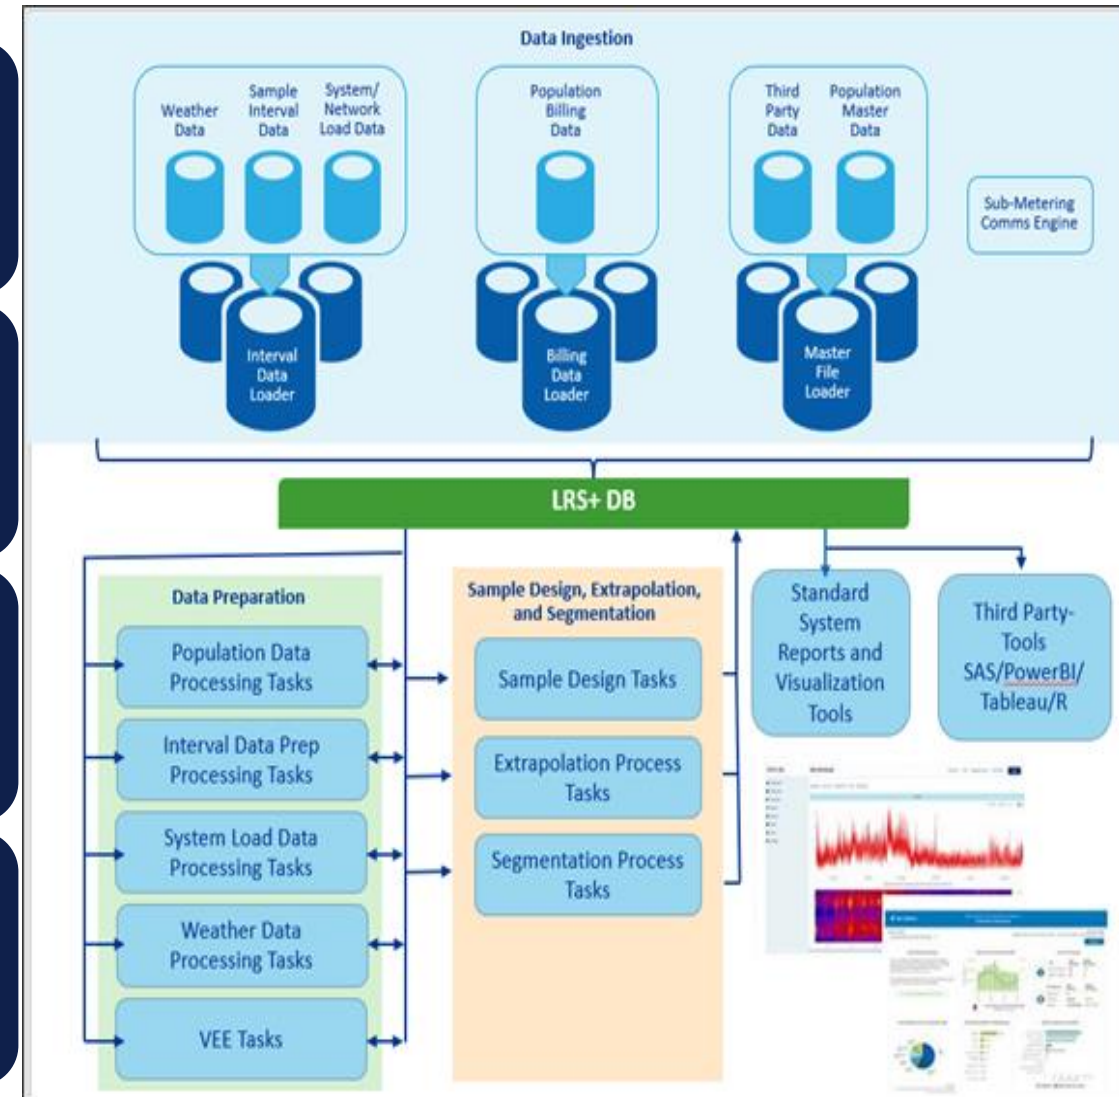 Data Ingestion
Weather
Data
Sample
Interval
Data
System/
Network
Load Data
Population
Billing
Data
Third
Party
Data
Population
Master
Data
Sub-Metering
Comms Engine
Interval
Data
Loader
Billing
Data
Loader
Master
File
Loader
LRS+ DB
Data Preparation
Population Data
Processing Tasks
Interval Data Prep
Processing Tasks
System Load Data
Processing Tasks
Weather Data
Processing Tasks
VEE Tasks
Sample Design, Extrapolation,
and Segmentation
Sample Design Tasks
Extrapolation Process
Tasks
Segmentation Process
Tasks
Standard
System
Reports and
Visualization
Tools
Third Party-
Tools
SAS/PowerBI/
Tableau/R